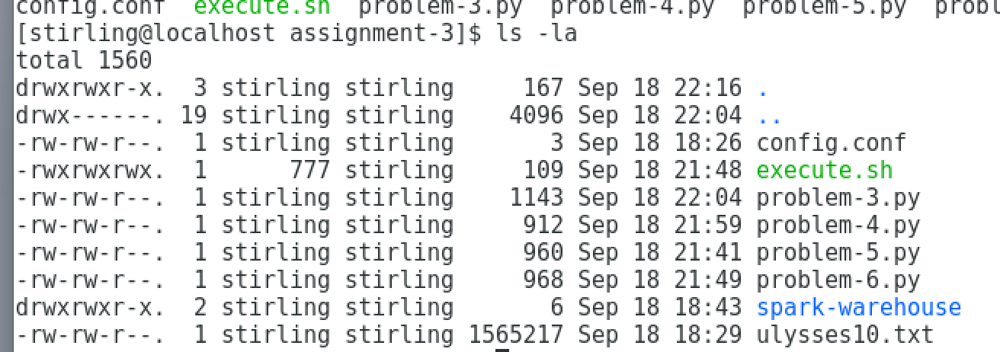 config.conf  execute.sh  problem-3.py  problem-4.py  problem-5.py  probl
[stirling@localhost assignment-3]$ ls -la
total 1560
drwxrwxr-x.  3 stirling stirling     167 Sep 18 22:16 .
drwx------. 19 stirling stirling    4096 Sep 18 22:04 ..
-rw-rw-r--.  1 stirling stirling       3 Sep 18 18:26 config.conf
-rwxrwxrwx.  1      777 stirling     109 Sep 18 21:48 execute.sh
-rw-rw-r--.  1 stirling stirling    1143 Sep 18 22:04 problem-3.py
-rw-rw-r--.  1 stirling stirling     912 Sep 18 21:59 problem-4.py
-rw-rw-r--.  1 stirling stirling     960 Sep 18 21:41 problem-5.py
-rw-rw-r--.  1 stirling stirling     968 Sep 18 21:49 problem-6.py
drwxrwxr-x.  2 stirling stirling       6 Sep 18 18:43 spark-warehouse
-rw-rw-r--.  1 stirling stirling 1565217 Sep 18 18:29 ulysses10.txt